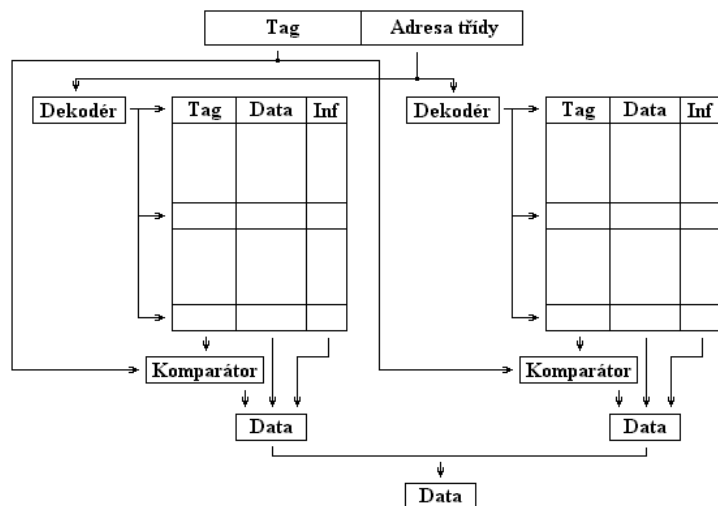 Tag Adresa třídy
Dekodér Tag Data Inf Dekodér Tag Data Inf
Komparátor Komparátor
Data Data
Data